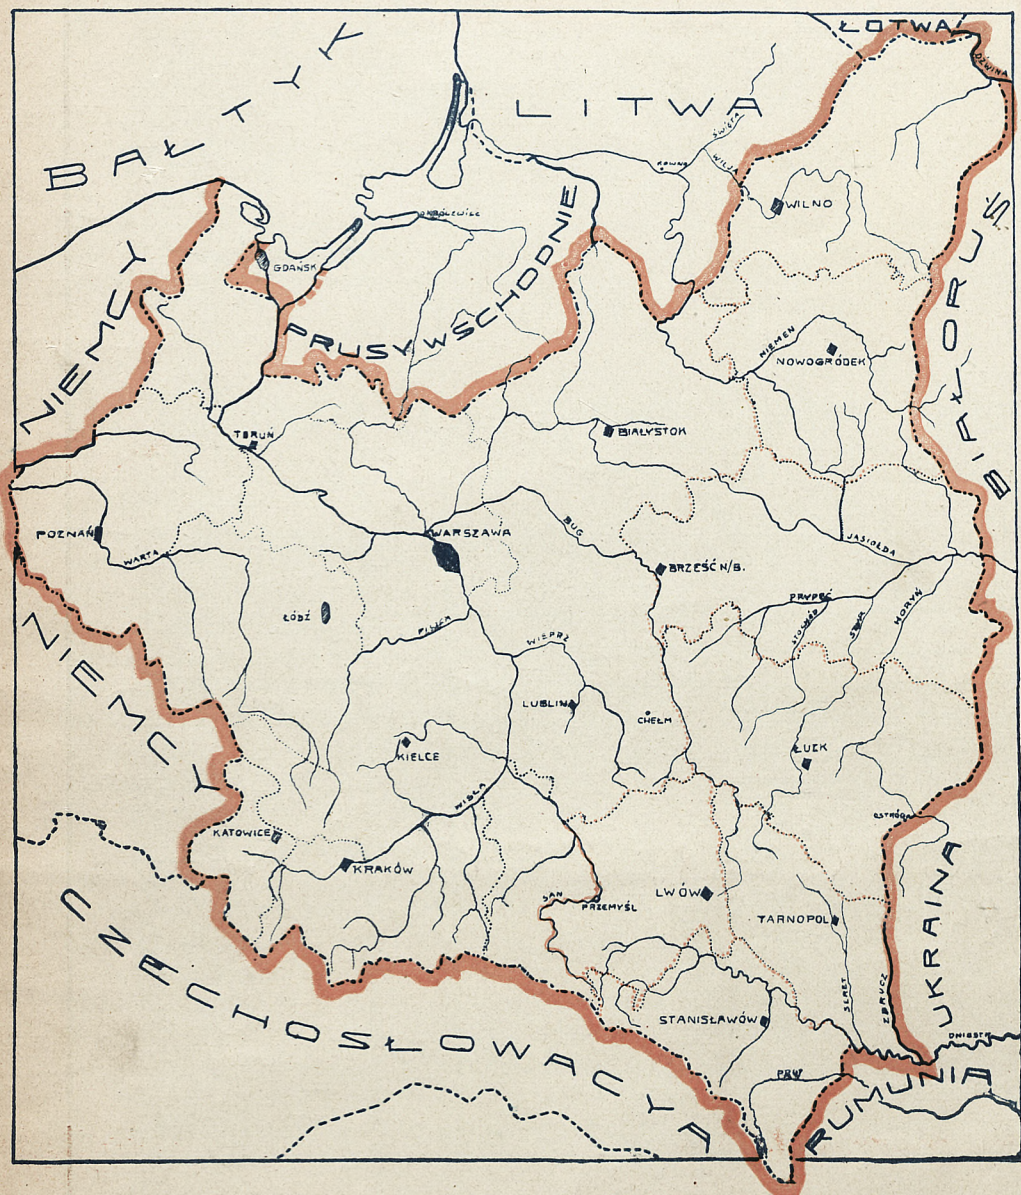 ŁOTWA
DŹWINA
BAŁTYK
LITWA
ŚWIĘTA
KOWNO
WILJA
WILNO
NIEMCY
GDAŃSK
PRUSY WSCHODNIE
BIAŁORUŚ
NIEMEN
NOWOGRÓDEK
TORUŃ
BIAŁYSTOK
POZNAŃ
WARTA
WARSZAWA
BUG
JASIOŁDA
BRZEŚĆ N/B.
PRYPEĆ
STOCHÓD
STYR
HORYŃ
ŁÓDŹ
PILICA
WIEPRZ
NIEMCY
LUBLIN
CHEŁM
ŁUCK
KIELCE
WISŁA
OSTRÓG
KATOWICE
KRAKÓW
SAN
PRZEMYŚL
LWÓW
TARNOPOL
UKRAINA
CZECHOSŁOWACYA
SERET
ZBRUCZ
STANISŁAWÓW
DNIESTR
PRUT
RUMUNIA